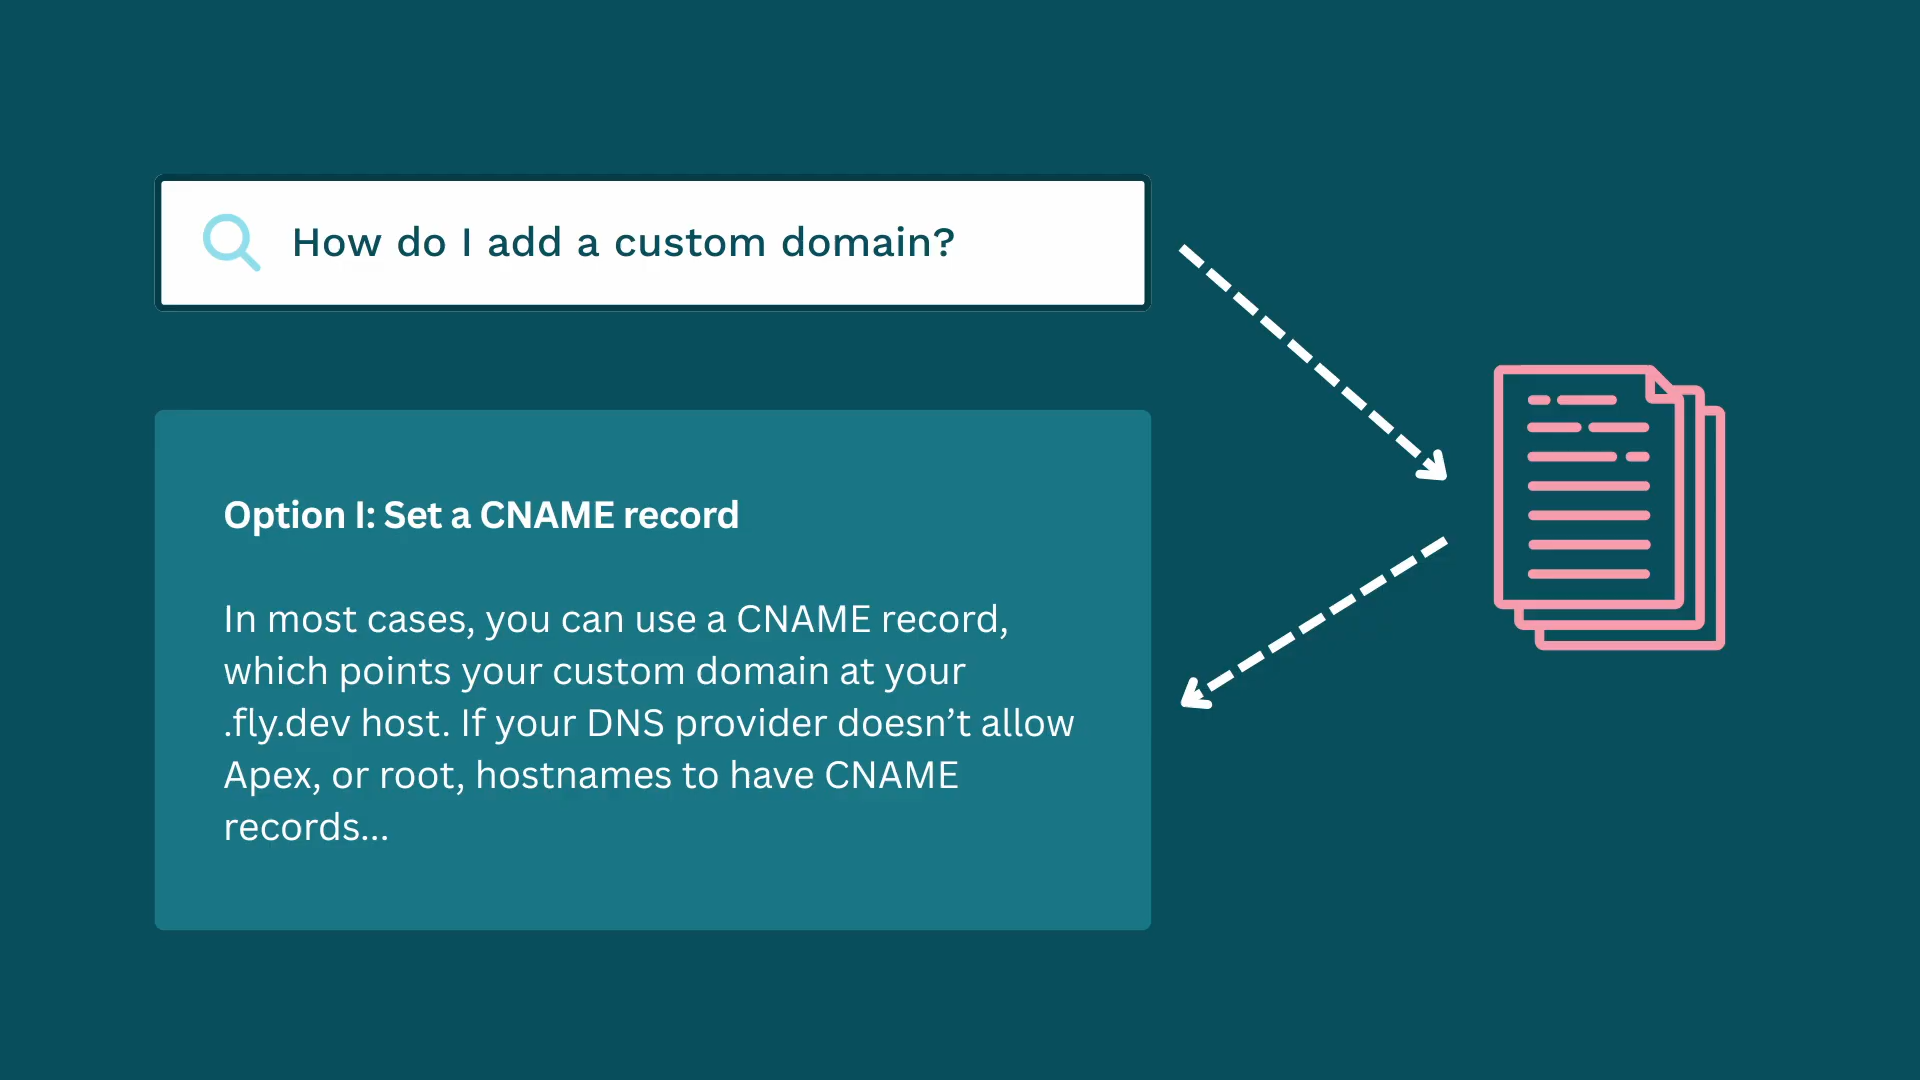 How do I add a custom domain?
Option I: Set a CNAME record
In most cases, you can use a CNAME record,
which points your custom domain at your
.fly.dev host. If your DNS provider doesn’t allow
Apex, or root, hostnames to have CNAME
records...